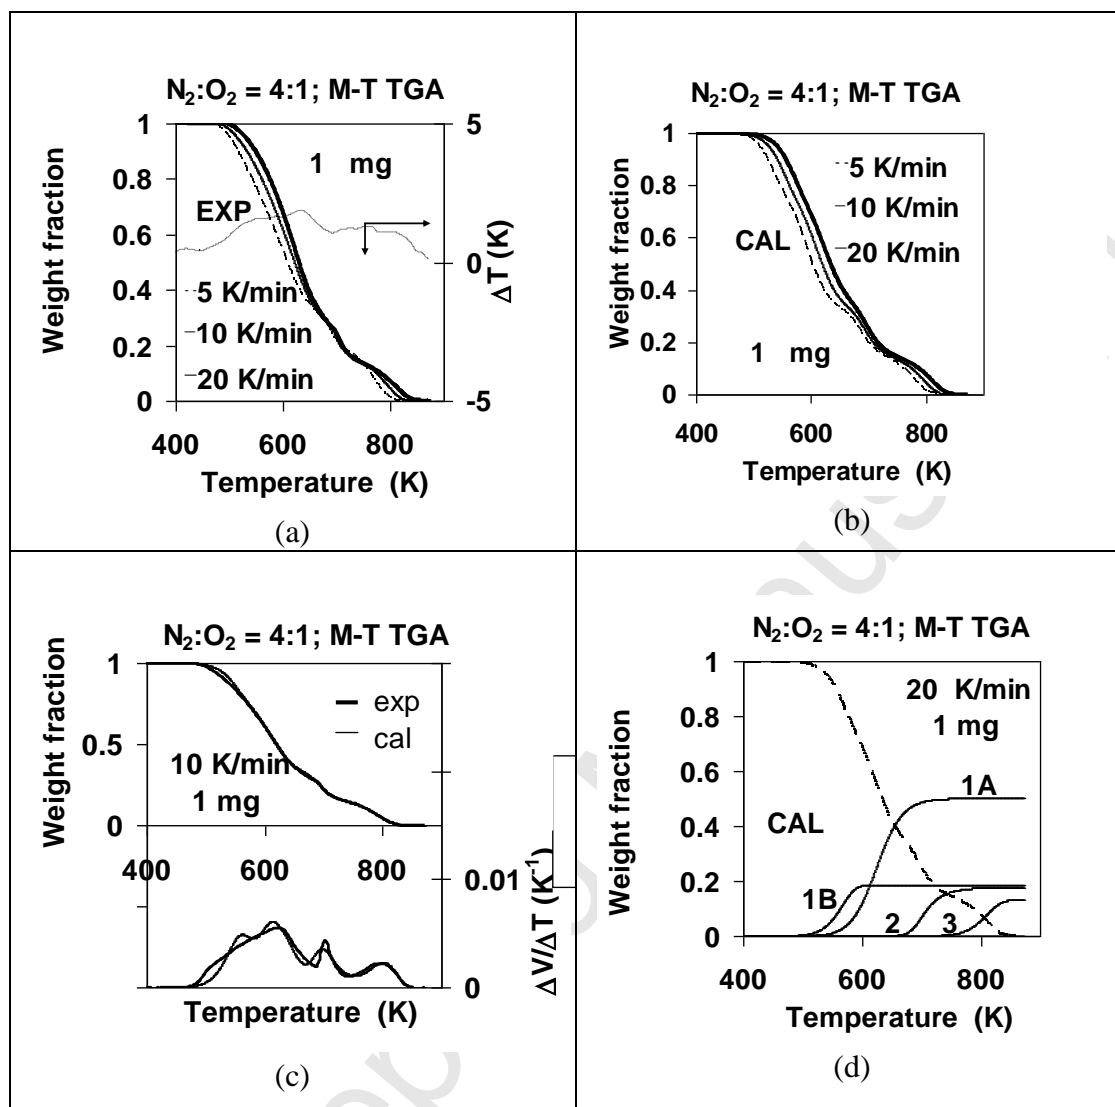 N₂:O₂ = 4:1; M-T TGA
1
0.8
0.6
0.4
0.2
0
Weight fraction
1 mg
EXP
5 K/min
10 K/min
20 K/min
5
0
-5
ΔT (K)
400 600 800
Temperature (K)
(a)
N₂:O₂ = 4:1; M-T TGA
1
0.8
0.6
0.4
0.2
0
Weight fraction
5 K/min
10 K/min
20 K/min
CAL
1 mg
400 600 800
Temperature (K)
(b)
N₂:O₂ = 4:1; M-T TGA
1
0.5
0
Weight fraction
exp
cal
10 K/min
1 mg
400 600 800
0.01
0
ΔV/ΔT (K⁻¹)
Temperature (K)
(c)
N₂:O₂ = 4:1; M-T TGA
1
0.8
0.6
0.4
0.2
0
Weight fraction
20 K/min
1 mg
1A
CAL
1B
2
3
400 600 800
Temperature (K)
(d)